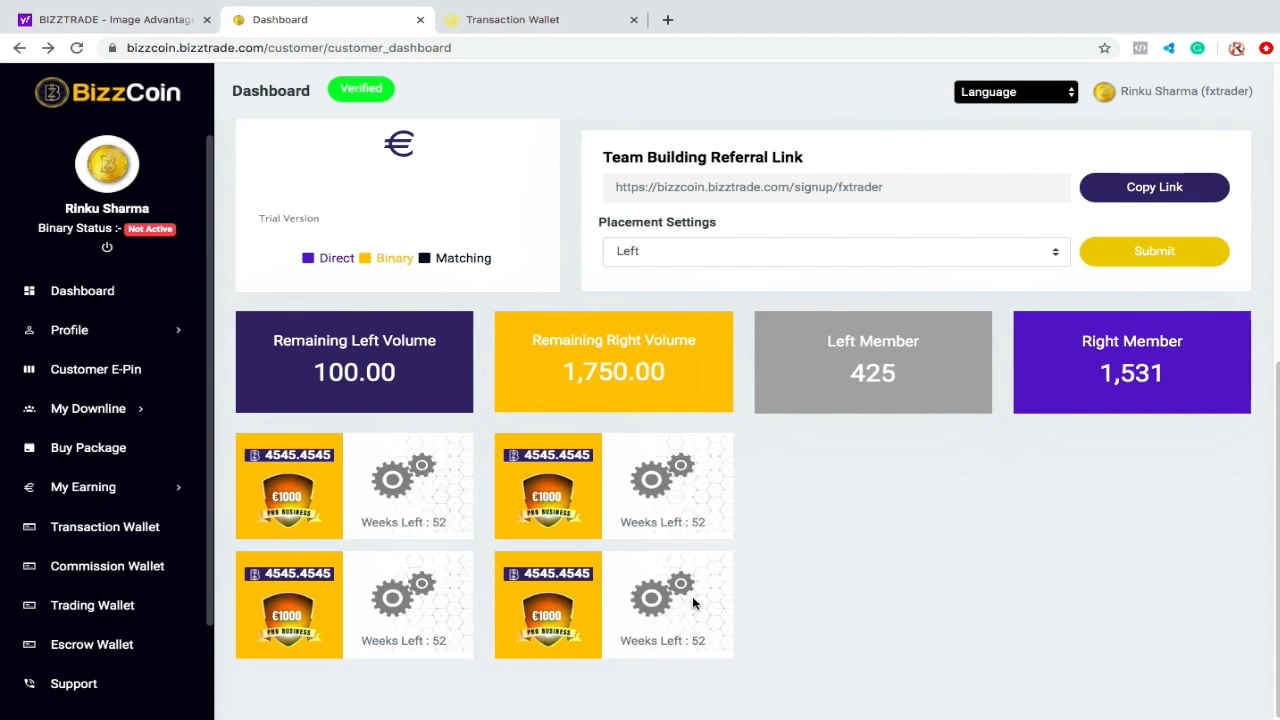 BIZZTRADE - Image Advantag
Dashboard
Transaction Wallet
bizzcoin.bizztrade.com/customer/customer_dashboard
BizzCoin
Rinku Sharma
Binary Status :- Not Active
Dashboard
Profile
Customer E-Pin
My Downline
Buy Package
My Earning
Transaction Wallet
Commission Wallet
Trading Wallet
Escrow Wallet
Support
Dashboard
Verified
Language
Rinku Sharma (fxtrader)
€
Trial Version
Direct
Binary
Matching
Team Building Referral Link
https://bizzcoin.bizztrade.com/signup/fxtrader
Copy Link
Placement Settings
Left
Submit
Remaining Left Volume
100.00
Remaining Right Volume
1,750.00
Left Member
425
Right Member
1,531
4545.4545
€1000
PRO BUSINESS
Weeks Left : 52
4545.4545
€1000
PRO BUSINESS
Weeks Left : 52
4545.4545
€1000
PRO BUSINESS
Weeks Left : 52
4545.4545
€1000
PRO BUSINESS
Weeks Left : 52